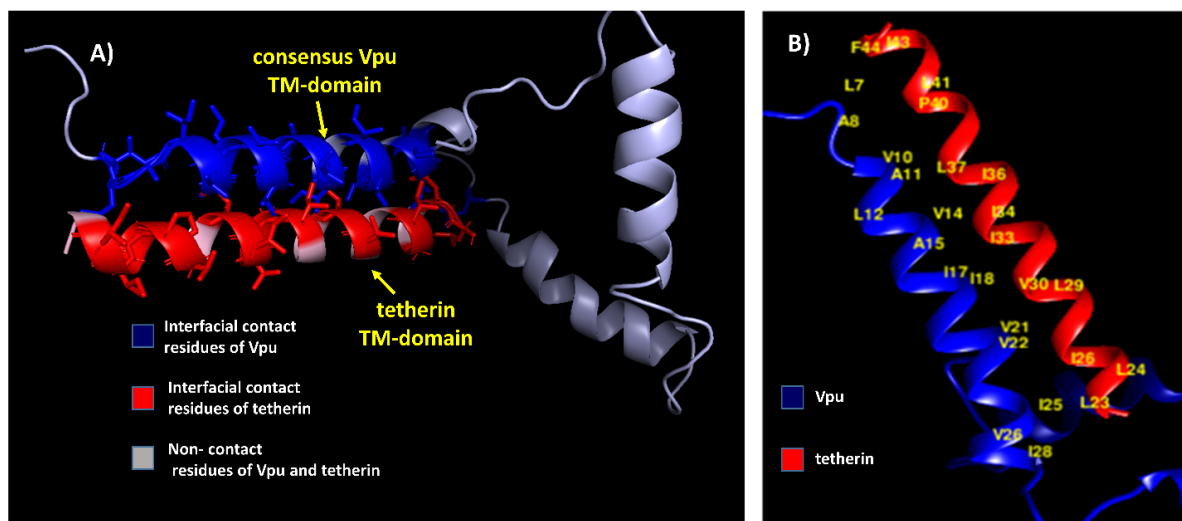 A)
consensus Vpu
TM-domain
tetherin
TM-domain
Interfacial contact
residues of Vpu
Interfacial contact
residues of tetherin
Non- contact
residues of Vpu and tetherin
B)
F44 I43
L7
L41
P40
A8
V10
A11
L37
I36
L12
V14
I34
I33
A15
I17 I18
V30 L29
V21
V22
I26
L24
I25
L23
V26
I28
Vpu
tetherin